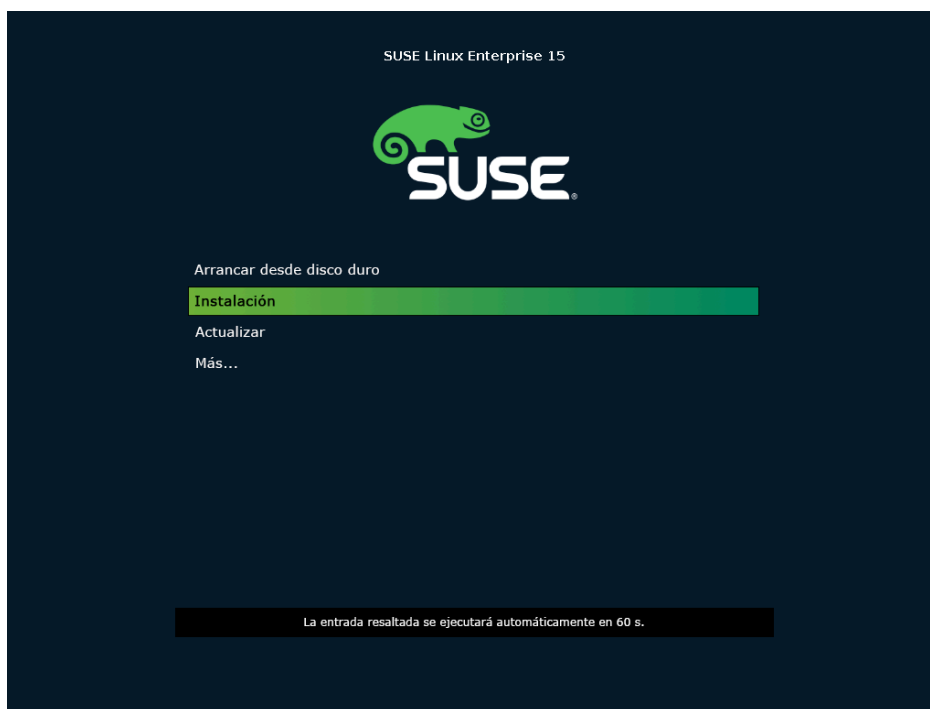 SUSE Linux Enterprise 15
SUSE®
Arrancar desde disco duro
Instalación
Actualizar
Más...
La entrada resaltada se ejecutará automáticamente en 60 s.